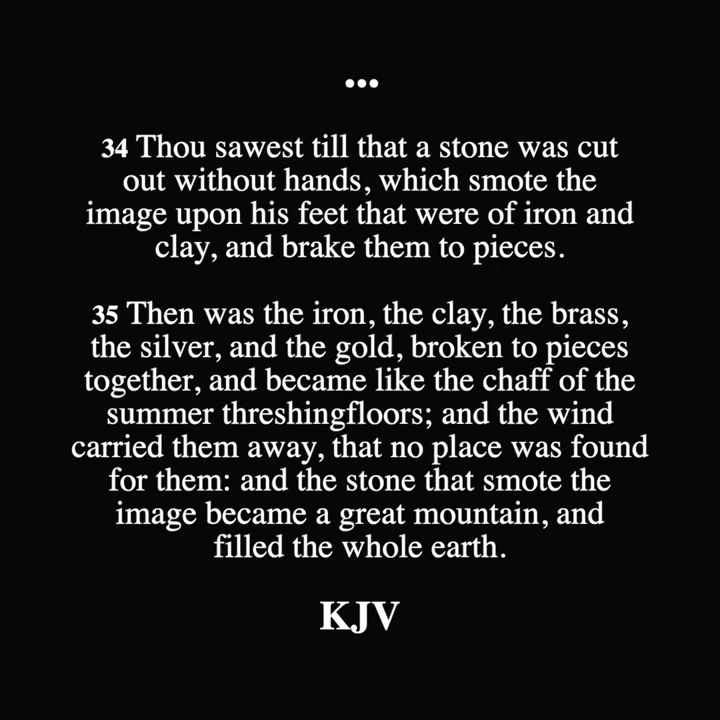 ...
34 Thou sawest till that a stone was cut
out without hands, which smote the
image upon his feet that were of iron and
clay, and brake them to pieces.
35 Then was the iron, the clay, the brass,
the silver, and the gold, broken to pieces
together, and became like the chaff of the
summer threshingfloors; and the wind
carried them away, that no place was found
for them: and the stone that smote the
image became a great mountain, and
filled the whole earth.
KJV